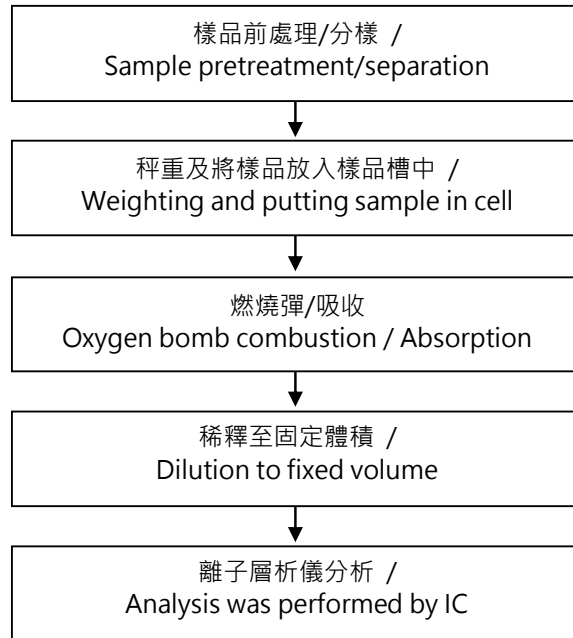 樣品前處理/分樣 /
Sample pretreatment/separation
秤重及將樣品放入樣品槽中 /
Weighting and putting sample in cell
燃燒彈/吸收
Oxygen bomb combustion / Absorption
稀釋至固定體積 /
Dilution to fixed volume
離子層析儀分析 /
Analysis was performed by IC